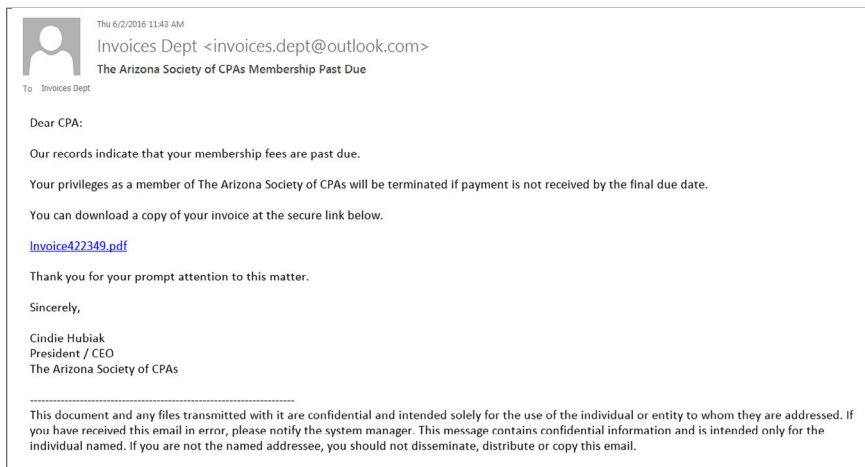 Thu 6/2/2016 11:43 AM
Invoices Dept <invoices.dept@outlook.com>
The Arizona Society of CPAs Membership Past Due
To Invoices Dept
Dear CPA:
Our records indicate that your membership fees are past due.
Your privileges as a member of The Arizona Society of CPAs will be terminated if payment is not received by the final due date.
You can download a copy of your invoice at the secure link below.
Invoice422349.pdf
Thank you for your prompt attention to this matter.
Sincerely,
Cindie Hubiak
President / CEO
The Arizona Society of CPAs
--------------------------------------------------------------------
This document and any files transmitted with it are confidential and intended solely for the use of the individual or entity to whom they are addressed. If
you have received this email in error, please notify the system manager. This message contains confidential information and is intended only for the
individual named. If you are not the named addressee, you should not disseminate, distribute or copy this email.